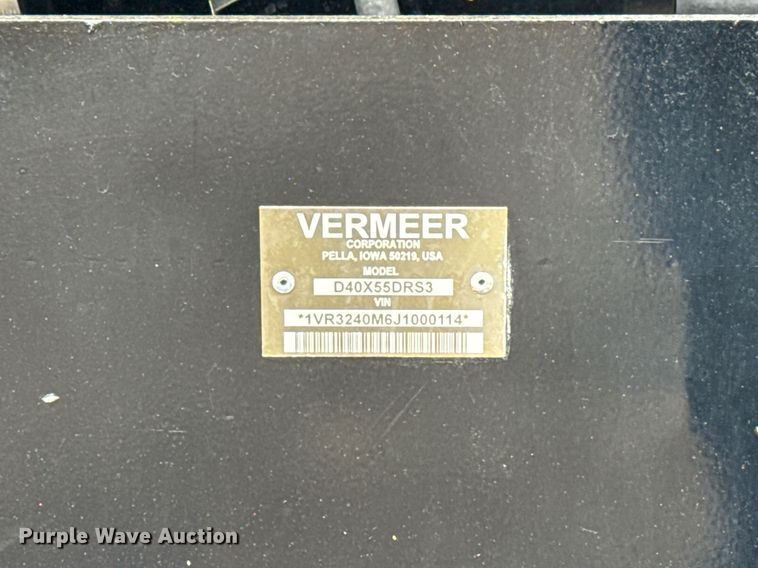 VERMEER
CORPORATION
PELLA, IOWA 50219, USA
MODEL
D40X55DRS3
VIN
*1VR3240M6J1000114*
Purple Wave Auction